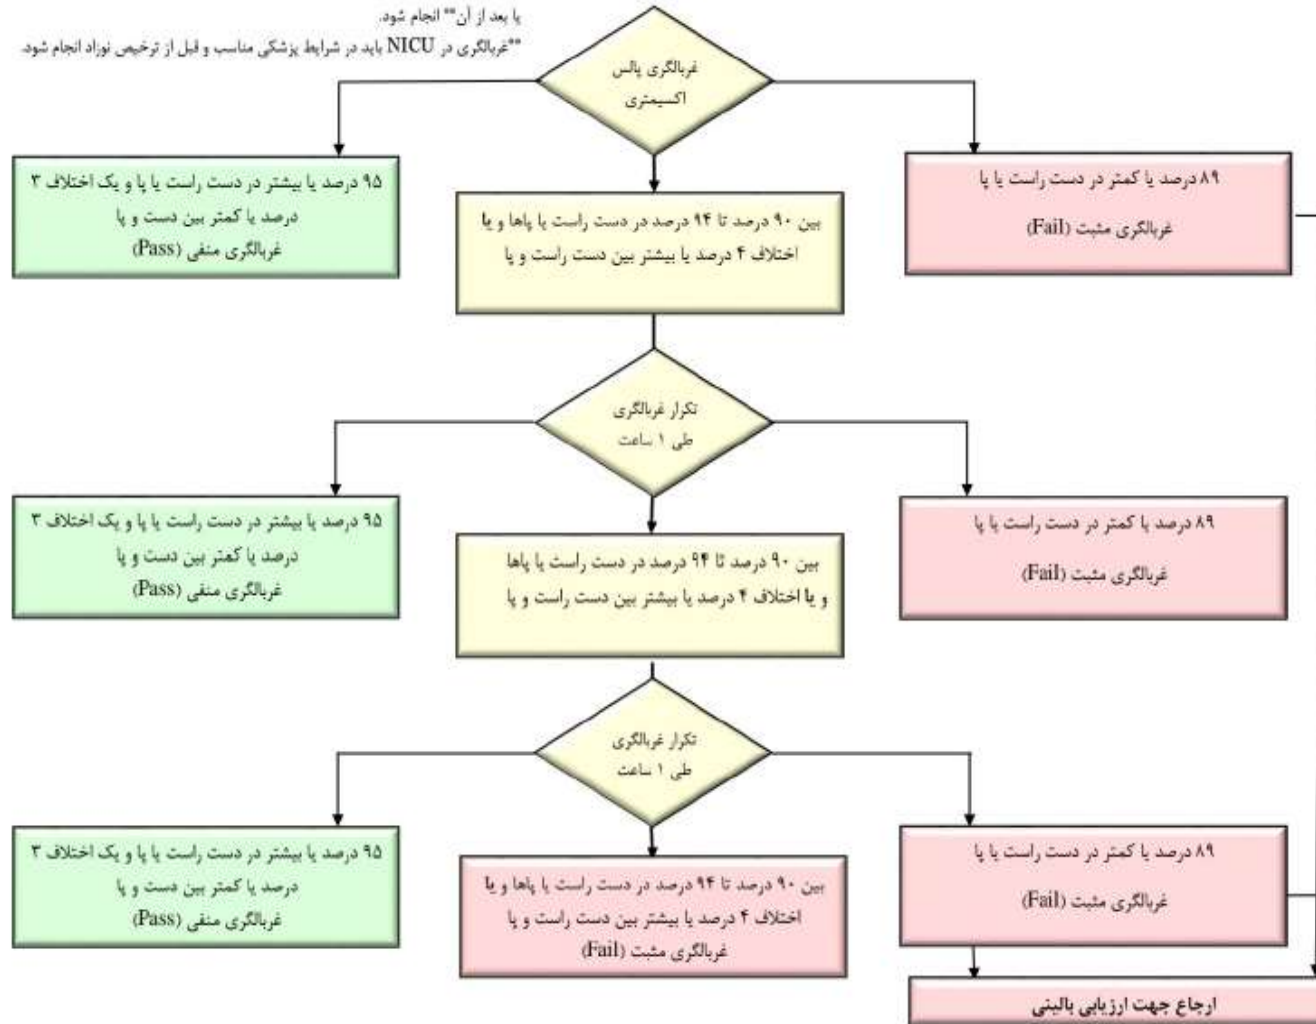 یا بعد از آن** انجام شود.
**غربالگری در NICU باید در شرایط پزشکی مناسب و قبل از ترخیص نوزاد انجام شود.
غربالگری پالس
اکسیمتری
۸۹ درصد یا کمتر در دست راست یا پا
غربالگری مثبت (Fail)
بین ۹۰ درصد تا ۹۴ درصد در دست راست یا پاها و یا
اختلاف ۴ درصد یا بیشتر بین دست راست و پا
۹۵ درصد یا بیشتر در دست راست یا پا و یک اختلاف ۳
درصد یا کمتر بین دست و پا
غربالگری منفی (Pass)
تکرار غربالگری
طی ۱ ساعت
۸۹ درصد یا کمتر در دست راست یا پا
غربالگری مثبت (Fail)
بین ۹۰ درصد تا ۹۴ درصد در دست راست یا پاها
و یا اختلاف ۴ درصد یا بیشتر بین دست راست و پا
۹۵ درصد یا بیشتر در دست راست یا پا و یک اختلاف ۳
درصد یا کمتر بین دست و پا
غربالگری منفی (Pass)
تکرار غربالگری
طی ۱ ساعت
۸۹ درصد یا کمتر در دست راست یا پا
غربالگری مثبت (Fail)
بین ۹۰ درصد تا ۹۴ درصد در دست راست یا پاها و یا
اختلاف ۴ درصد یا بیشتر بین دست راست و پا
غربالگری مثبت (Fail)
۹۵ درصد یا بیشتر در دست راست یا پا و یک اختلاف ۳
درصد یا کمتر بین دست و پا
غربالگری منفی (Pass)
ارجاع جهت ارزیابی بالینی